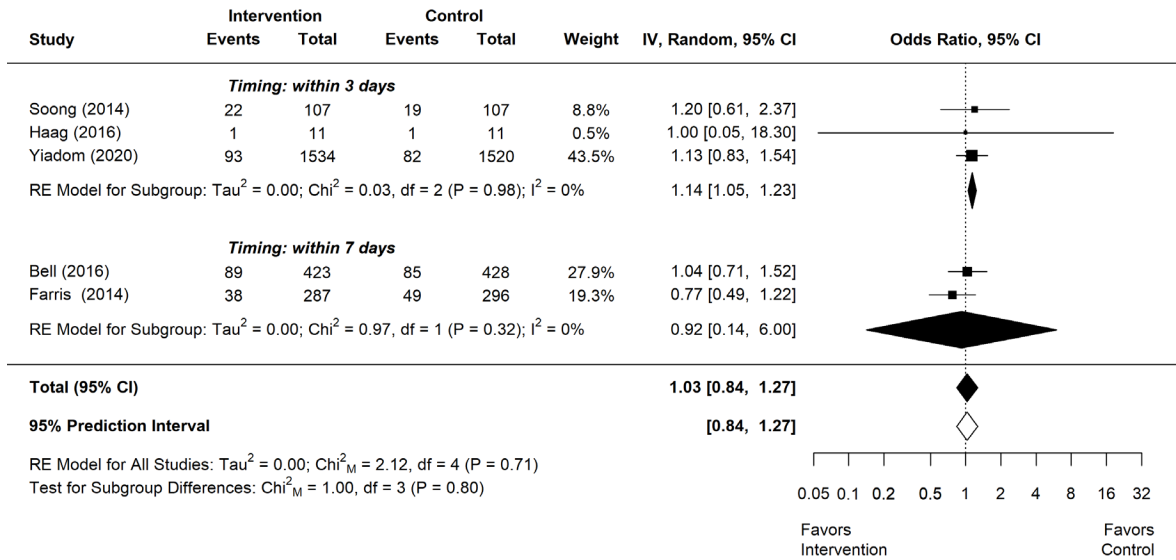 Intervention Control
Study Events Total Events Total Weight IV, Random, 95% CI Odds Ratio, 95% CI
Timing: within 3 days
Soong (2014) 22 107 19 107 8.8% 1.20 [0.61, 2.37]
Haag (2016) 1 11 1 11 0.5% 1.00 [0.05, 18.30]
Yiadom (2020) 93 1534 82 1520 43.5% 1.13 [0.83, 1.54]
RE Model for Subgroup: Tau² = 0.00; Chi² = 0.03, df = 2 (P = 0.98); I² = 0% 1.14 [1.05, 1.23]
Timing: within 7 days
Bell (2016) 89 423 85 428 27.9% 1.04 [0.71, 1.52]
Farris (2014) 38 287 49 296 19.3% 0.77 [0.49, 1.22]
RE Model for Subgroup: Tau² = 0.00; Chi² = 0.97, df = 1 (P = 0.32); I² = 0% 0.92 [0.14, 6.00]
Total (95% CI) 1.03 [0.84, 1.27]
95% Prediction Interval [0.84, 1.27]
RE Model for All Studies: Tau² = 0.00; Chi²M = 2.12, df = 4 (P = 0.71)
Test for Subgroup Differences: Chi²M = 1.00, df = 3 (P = 0.80)
0.05 0.1 0.2 0.5 1 2 4 8 16 32
Favors Favors
Intervention Control